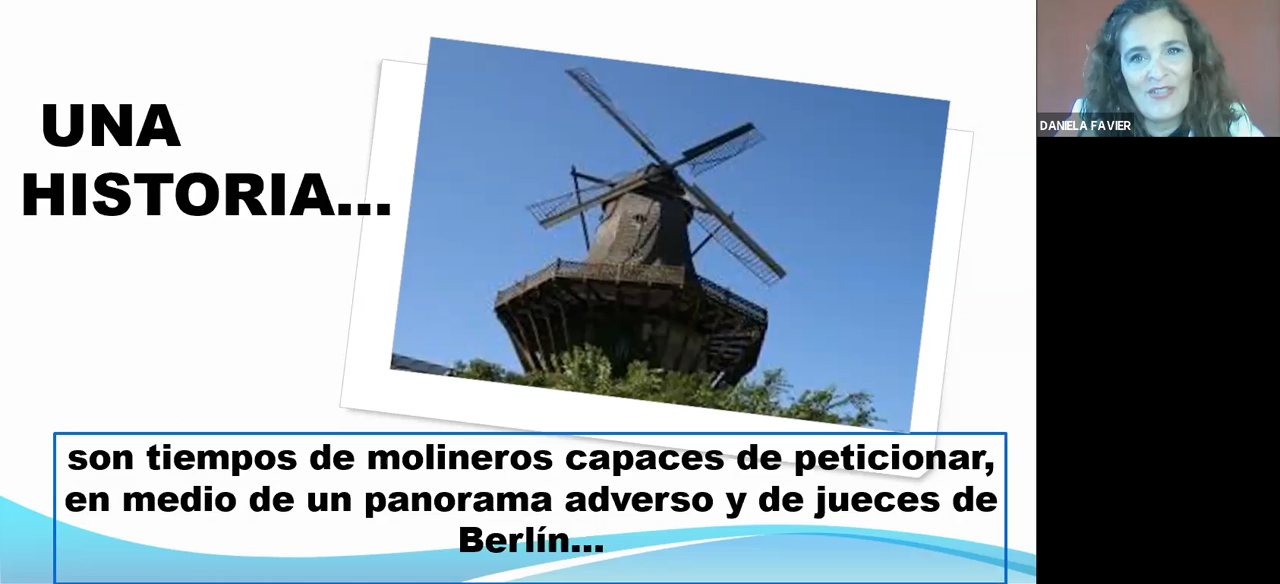 UNA
HISTORIA...
DANIELA FAVIER
son tiempos de molineros capaces de peticionar,
en medio de un panorama adverso y de jueces de
Berlín...